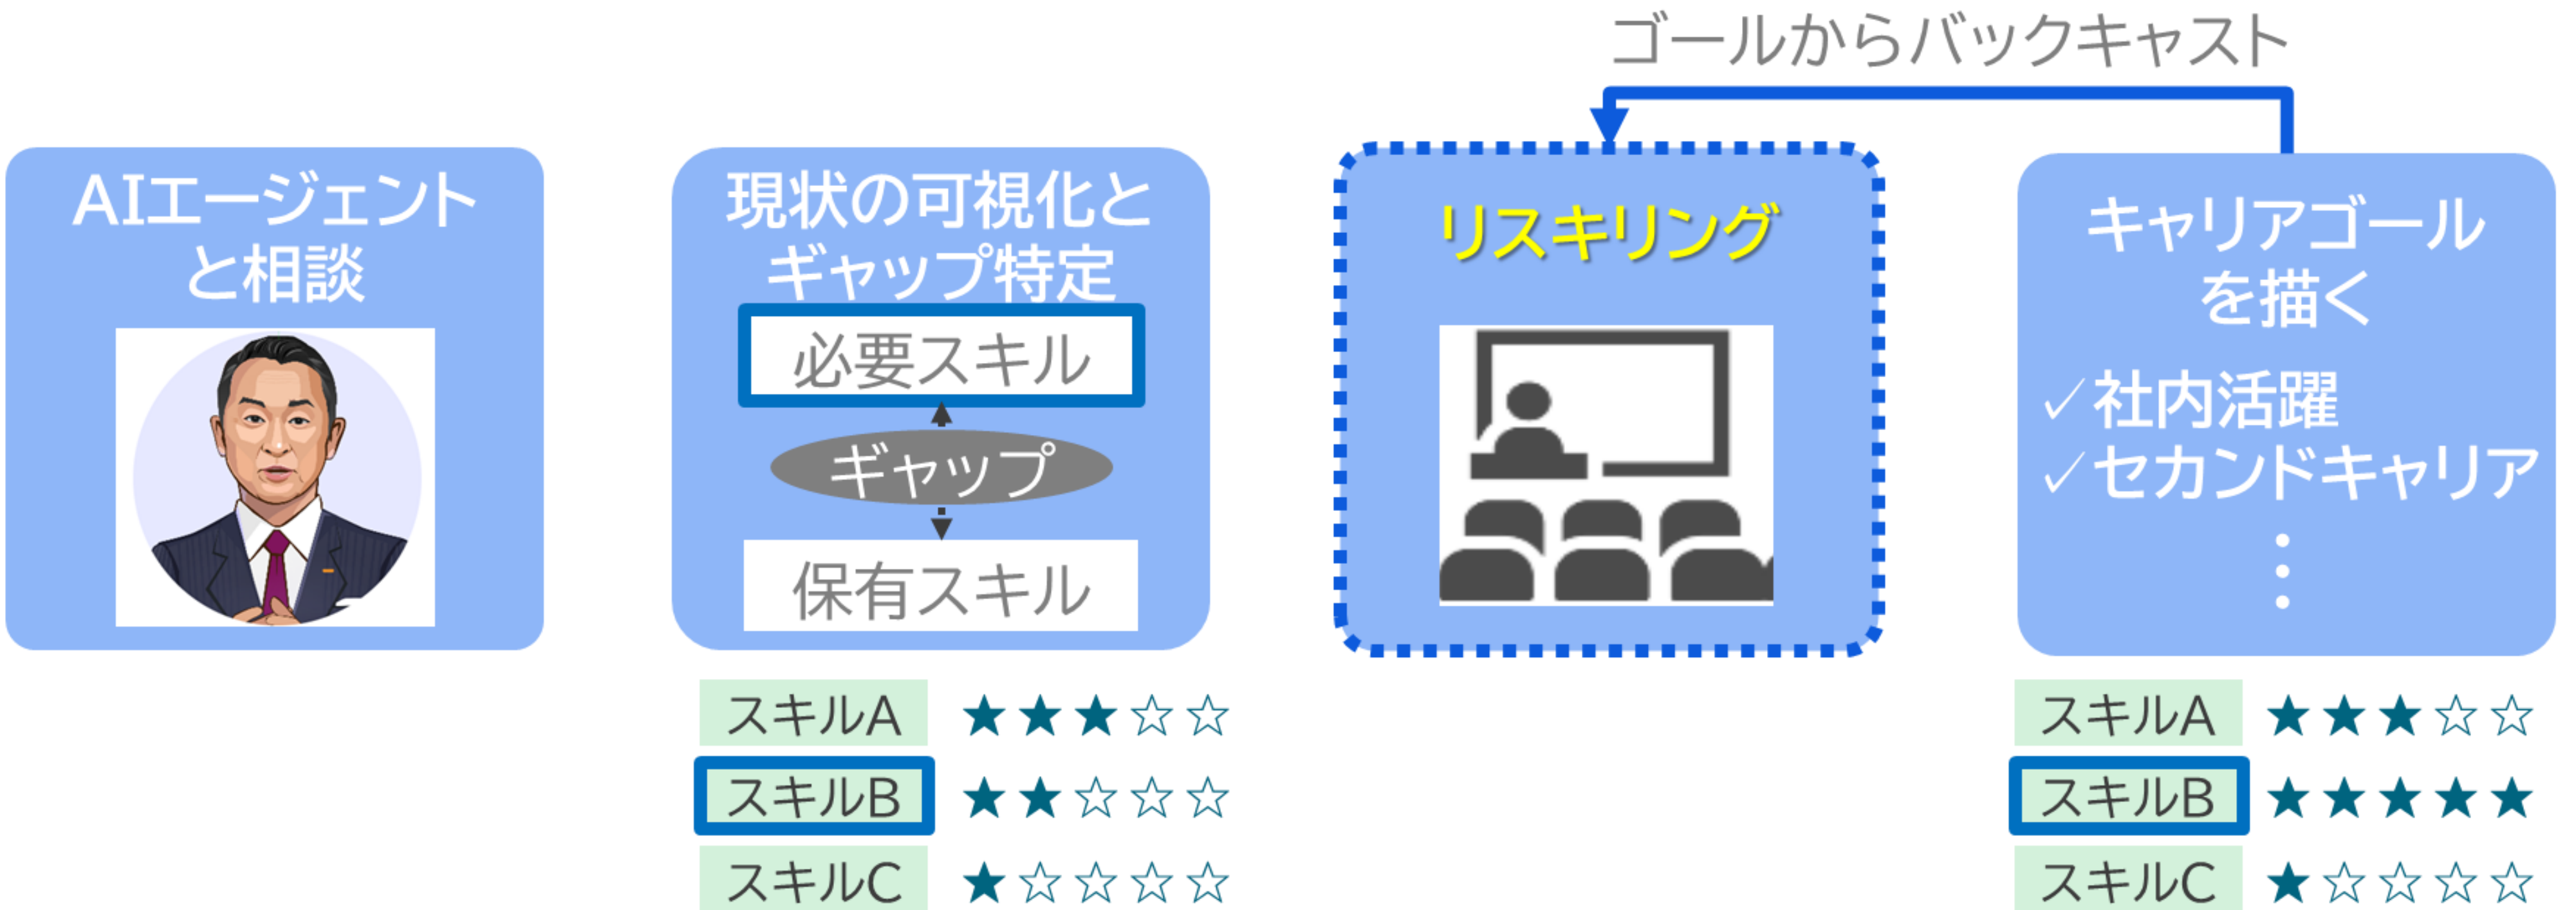 ゴールからバックキャスト
AIエージェント
と相談
現状の可視化と
ギャップ特定
必要スキル
ギャップ
保有スキル
スキルA ★★★☆☆
スキルB ★★☆☆☆
スキルC ★☆☆☆☆
リスキリング
キャリアゴール
を描く
✓社内活躍
✓セカンドキャリア
スキルA ★★★☆☆
スキルB ★★★★★
スキルC ★☆☆☆☆